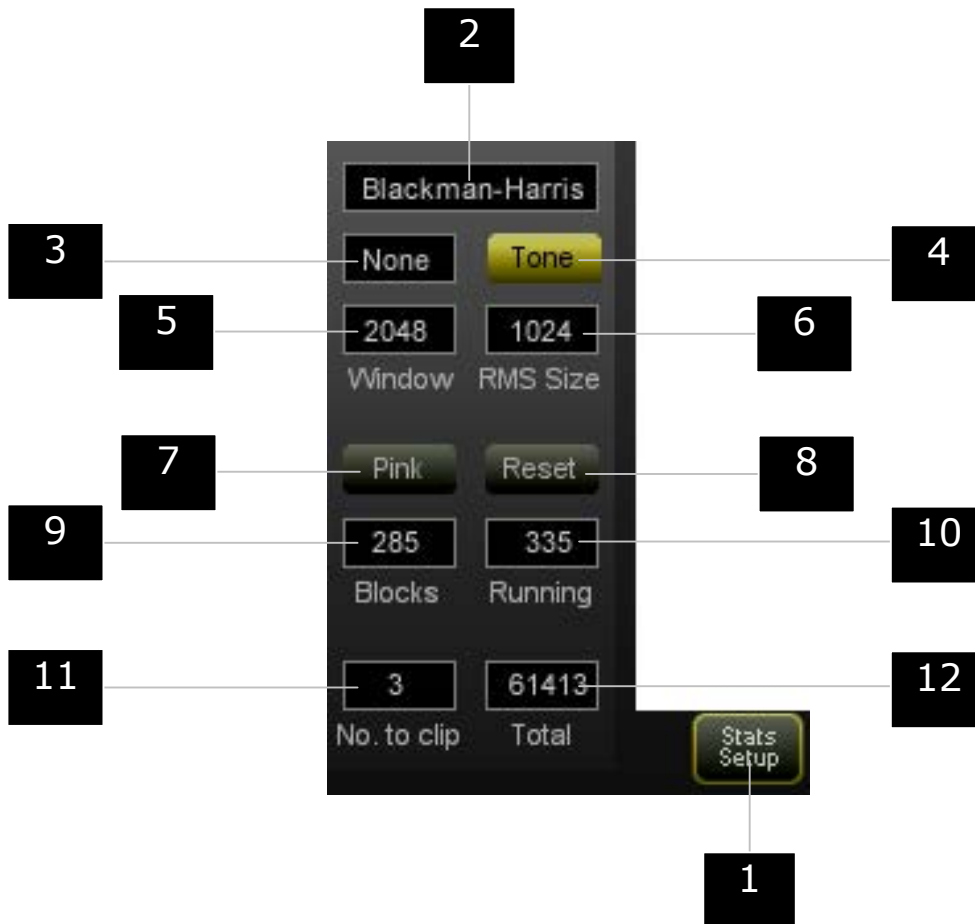 2
Blackman-Harris
3
None
Tone
4
5
2048
1024
6
Window
RMS Size
7
Pink
Reset
8
9
285
335
10
Blocks
Running
11
3
61413
12
No. to clip
Total
Stats
Setup
1